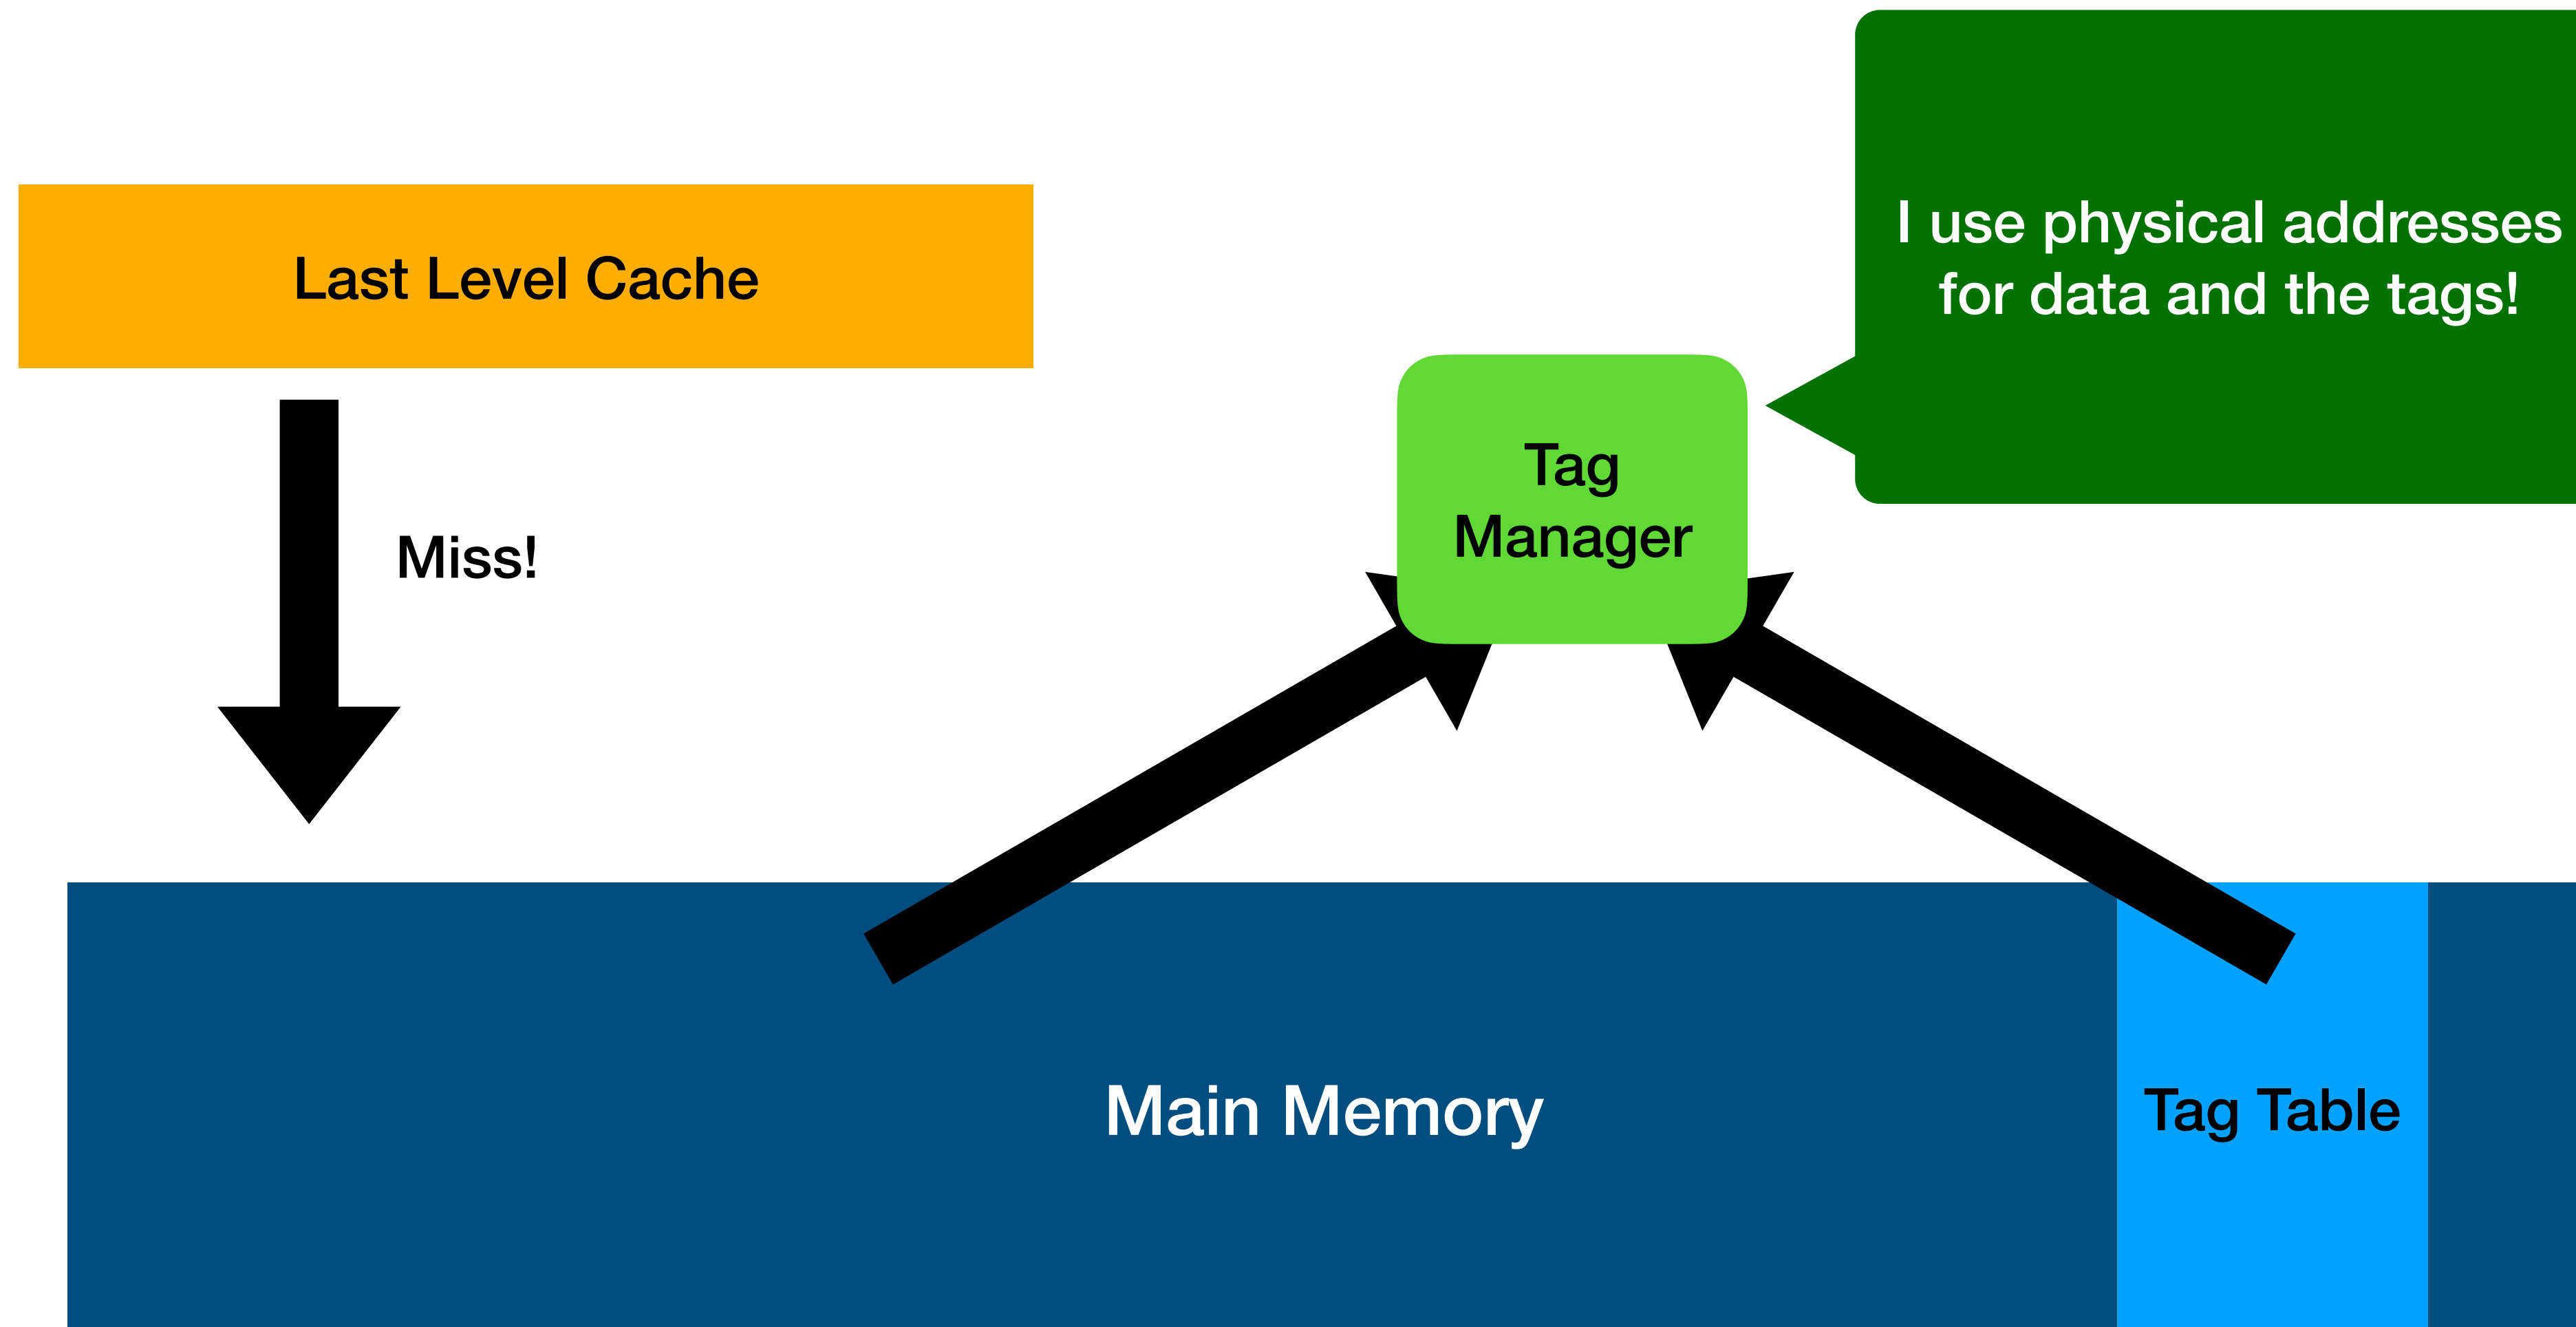 I use physical addresses
for data and the tags!
Last Level Cache
Tag
Manager
Miss!
Main Memory
Tag Table